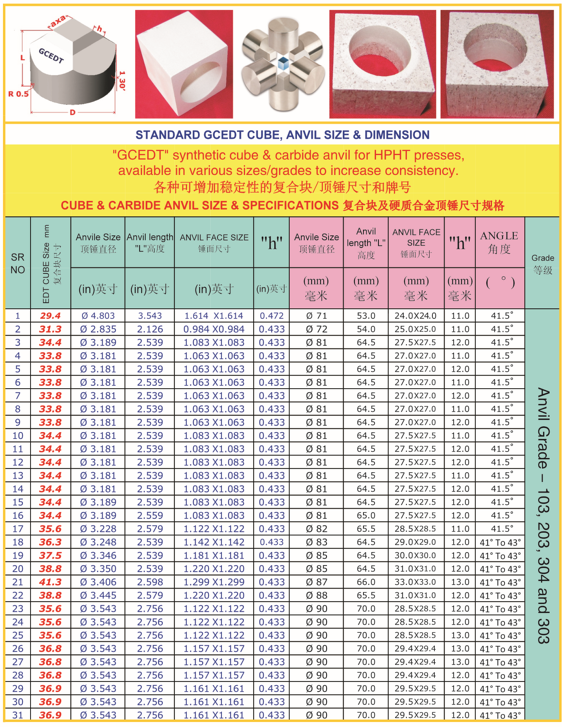 axa
h
L
GCEDT
1.30'
R 0.5
D
STANDARD GCEDT CUBE, ANVIL SIZE & DIMENSION
"GCEDT" synthetic cube & carbide anvil for HPHT presses,
available in various sizes/grades to increase consistency.
各种可增加稳定性的复合块/顶锤尺寸和牌号
CUBE & CARBIDE ANVIL SIZE & SPECIFICATIONS 复合块及硬质合金顶锤尺寸规格
SR NO
EDT CUBE Size mm
复合块尺寸
Anvile Size 顶锤直径 (in)英寸
Anvil length "L"高度 (in)英寸
ANVIL FACE SIZE 锤面尺寸 (in)英寸
"h" (in)英寸
Anvile Size 顶锤直径 (mm) 毫米
Anvil length "L" 高度 (mm) 毫米
ANVIL FACE SIZE 锤面尺寸 (mm) 毫米
"h" (mm) 毫米
ANGLE 角度 ( ° )
Grade 等级
1 29.4 Ø 4.803 3.543 1.614 X1.614 0.472 Ø 71 53.0 24.0X24.0 11.0 41.5°
2 31.3 Ø 2.835 2.126 0.984 X0.984 0.433 Ø 72 54.0 25.0X25.0 11.0 41.5°
3 34.4 Ø 3.189 2.539 1.083 X1.083 0.433 Ø 81 64.5 27.5X27.5 12.0 41.5°
4 33.8 Ø 3.181 2.539 1.063 X1.063 0.433 Ø 81 64.5 27.0X27.0 11.0 41.5°
5 33.8 Ø 3.181 2.539 1.063 X1.063 0.433 Ø 81 64.5 27.0X27.0 12.0 41.5°
6 33.8 Ø 3.181 2.539 1.063 X1.063 0.433 Ø 81 64.5 27.0X27.0 11.0 41.5°
7 33.8 Ø 3.181 2.539 1.063 X1.063 0.433 Ø 81 64.5 27.0X27.0 12.0 41.5°
8 33.8 Ø 3.181 2.539 1.063 X1.063 0.433 Ø 81 64.5 27.0X27.0 11.0 41.5°
9 33.8 Ø 3.181 2.539 1.063 X1.063 0.433 Ø 81 64.5 27.0X27.0 12.0 41.5°
10 34.4 Ø 3.181 2.539 1.083 X1.083 0.433 Ø 81 64.5 27.5X27.5 11.0 41.5°
11 34.4 Ø 3.181 2.539 1.083 X1.083 0.433 Ø 81 64.5 27.5X27.5 12.0 41.5°
12 34.4 Ø 3.181 2.539 1.083 X1.083 0.433 Ø 81 64.5 27.5X27.5 12.0 41.5°
13 34.4 Ø 3.181 2.539 1.083 X1.083 0.433 Ø 81 64.5 27.5X27.5 11.0 41.5°
14 34.4 Ø 3.181 2.539 1.083 X1.083 0.433 Ø 81 64.5 27.5X27.5 12.0 41.5°
15 34.4 Ø 3.189 2.539 1.083 X1.083 0.433 Ø 81 64.5 27.5X27.5 12.0 41.5°
16 34.4 Ø 3.189 2.559 1.083 X1.083 0.433 Ø 81 65.0 27.5X27.5 12.0 41.5°
17 35.6 Ø 3.228 2.579 1.122 X1.122 0.433 Ø 82 65.5 28.5X28.5 11.0 41.5°
18 36.3 Ø 3.248 2.539 1.142 X1.142 0.433 Ø 83 64.5 29.0X29.0 12.0 41° To 43°
19 37.5 Ø 3.346 2.539 1.181 X1.181 0.433 Ø 85 64.5 30.0X30.0 12.0 41° To 43°
20 38.8 Ø 3.350 2.539 1.220 X1.220 0.433 Ø 85 64.5 31.0X31.0 12.0 41° To 43°
21 41.3 Ø 3.406 2.598 1.299 X1.299 0.433 Ø 87 66.0 33.0X33.0 13.0 41° To 43°
22 38.8 Ø 3.445 2.579 1.220 X1.220 0.433 Ø 88 65.5 31.0X31.0 12.0 41° To 43°
23 35.6 Ø 3.543 2.756 1.122 X1.122 0.433 Ø 90 70.0 28.5X28.5 12.0 41° To 43°
24 35.6 Ø 3.543 2.756 1.122 X1.122 0.433 Ø 90 70.0 28.5X28.5 12.0 41° To 43°
25 35.6 Ø 3.543 2.756 1.122 X1.122 0.433 Ø 90 70.0 28.5X28.5 13.0 41° To 43°
26 36.8 Ø 3.543 2.756 1.157 X1.157 0.433 Ø 90 70.0 29.4X29.4 13.0 41° To 43°
27 36.8 Ø 3.543 2.756 1.157 X1.157 0.433 Ø 90 70.0 29.4X29.4 13.0 41° To 43°
28 36.8 Ø 3.543 2.756 1.157 X1.157 0.433 Ø 90 70.0 29.4X29.4 12.0 41° To 43°
29 36.9 Ø 3.543 2.756 1.161 X1.161 0.433 Ø 90 70.0 29.5X29.5 12.0 41° To 43°
30 36.9 Ø 3.543 2.756 1.161 X1.161 0.433 Ø 90 70.0 29.5X29.5 12.0 41° To 43°
31 36.9 Ø 3.543 2.756 1.161 X1.161 0.433 Ø 90 70.0 29.5X29.5 13.0 41° To 43°
Anvil Grade – 103, 203, 304 and 303